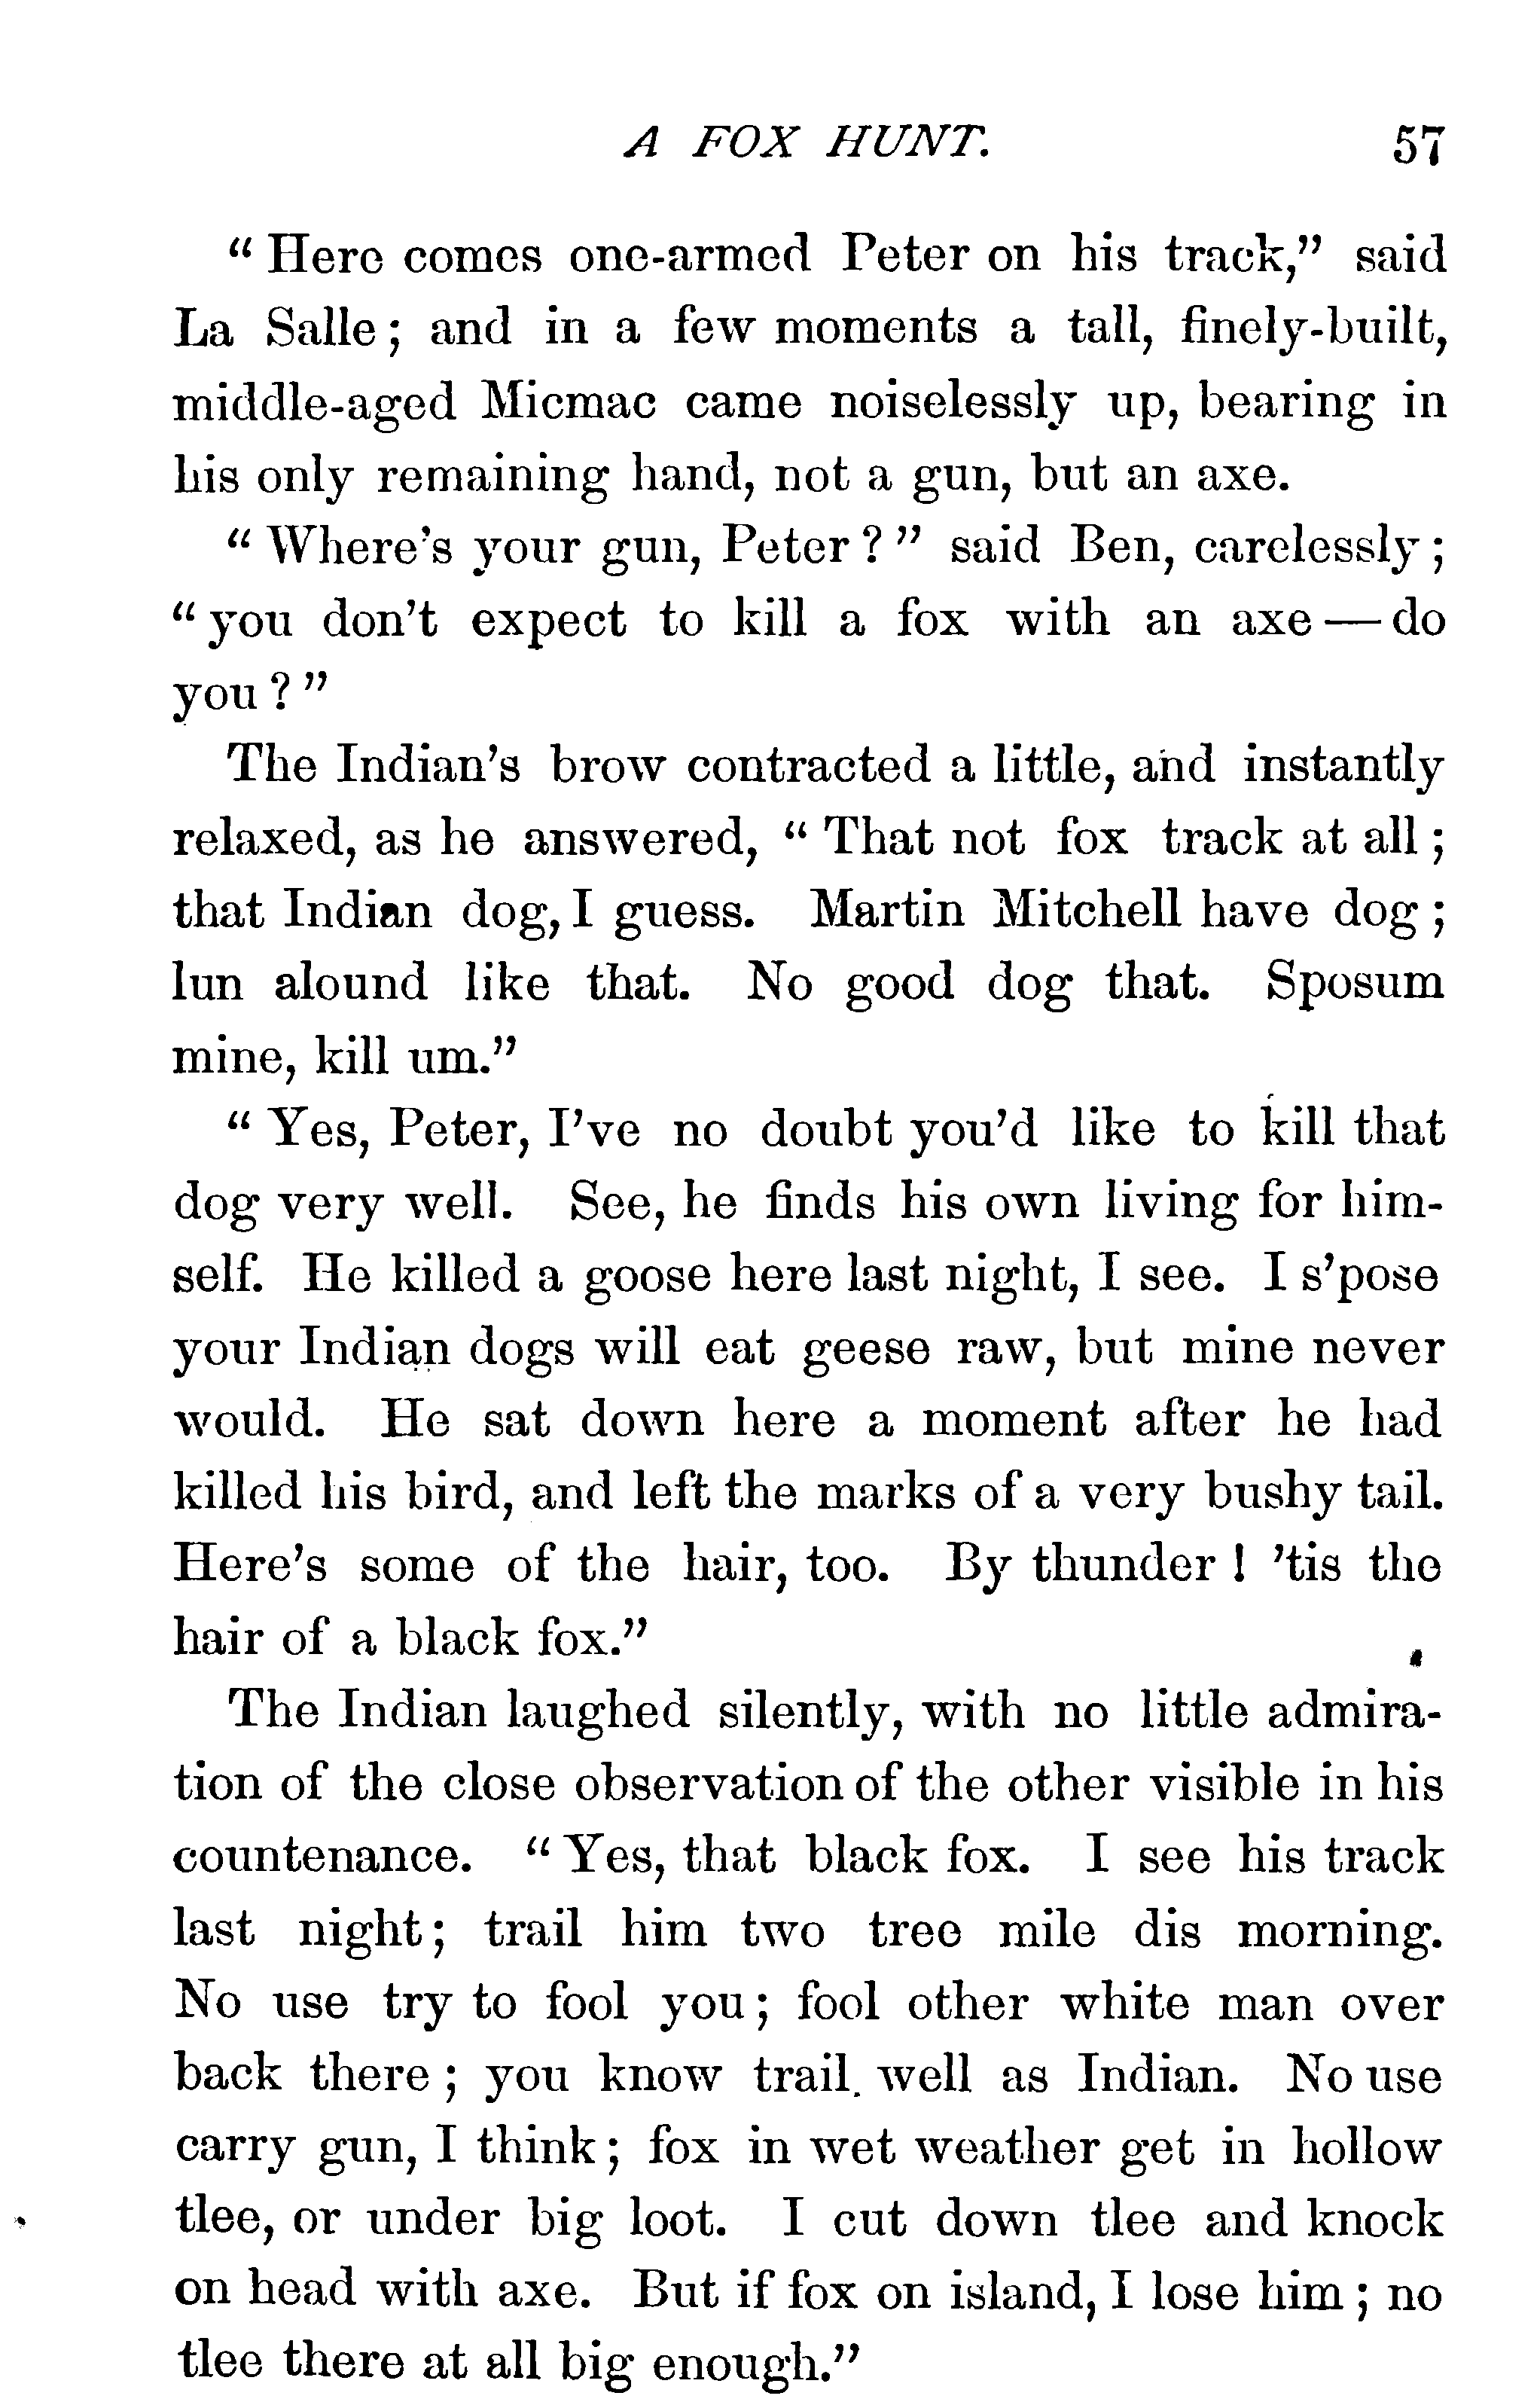 A FOX HUNT. 57
“ Here comes one-armed Peter on his track,” said
La Salle ; and in a few moments a tall, finely-built,
middle-aged Micmac came noiselessly up, bearing in
his only remaining hand, not a gun, but an axe.
“ Where’s your gun, Peter ? ” said Ben, carelessly ;
“ you don’t expect to kill a fox with an axe — do
you ? ”
The Indian’s brow contracted a little, and instantly
relaxed, as he answered, “ That not fox track at all ;
that Indian dog, I guess. Martin Mitchell have dog ;
lun alound like that. No good dog that. Sposum
mine, kill um.”
“ Yes, Peter, I’ve no doubt you’d like to kill that
dog very well. See, he finds his own living for him-
self. He killed a goose here last night, I see. I s’pose
your Indian dogs will eat geese raw, but mine never
would. He sat down here a moment after he had
killed his bird, and left the marks of a very bushy tail.
Here’s some of the hair, too. By thunder ! ’tis the
hair of a black fox.”
The Indian laughed silently, with no little admira-
tion of the close observation of the other visible in his
countenance. “ Yes, that black fox. I see his track
last night ; trail him two tree mile dis morning.
No use try to fool you ; fool other white man over
back there ; you know trail well as Indian. No use
carry gun, I think ; fox in wet weather get in hollow
tlee, or under big loot. I cut down tlee and knock
on head with axe. But if fox on island, I lose him ; no
tlee there at all big enough.”